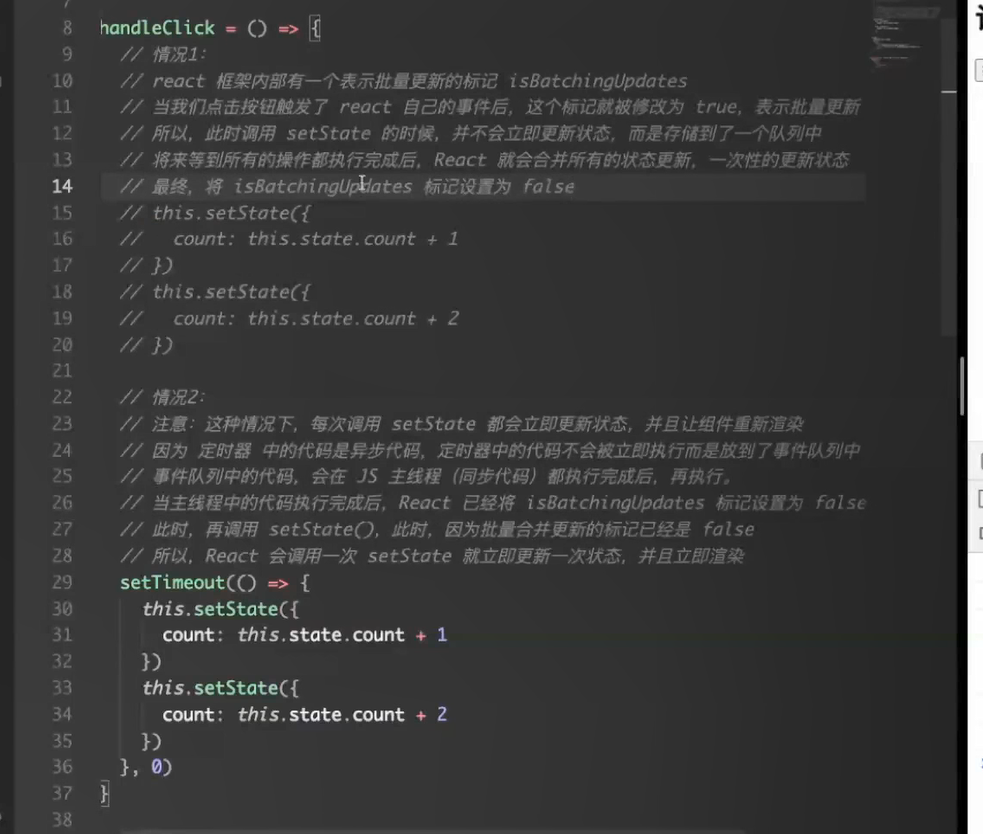 8 handleClick = () => {
9 // 情况1:
10 // react 框架内部有一个表示批量更新的标记 isBatchingUpdates
11 // 当我们点击按钮触发了 react 自己的事件后，这个标记就被修改为 true，表示批量更新
12 // 所以，此时调用 setState 的时候，并不会立即更新状态，而是存储到了一个队列中
13 // 将来等到所有的操作都执行完成后，React 就会合并所有的状态更新，一次性的更新状态
14 // 最终，将 isBatchingUpdates 标记设置为 false
15 // this.setState({
16 //   count: this.state.count + 1
17 // })
18 // this.setState({
19 //   count: this.state.count + 2
20 // })
21
22 // 情况2:
23 // 注意：这种情况下，每次调用 setState 都会立即更新状态，并且让组件重新渲染
24 // 因为 定时器 中的代码是异步代码，定时器中的代码不会被立即执行而是放到了事件队列中
25 // 事件队列中的代码，会在 JS 主线程（同步代码）都执行完成后，再执行。
26 // 当主线程中的代码执行完成后，React 已经将 isBatchingUpdates 标记设置为 false
27 // 此时，再调用 setState()，此时，因为批量合并更新的标记已经是 false
28 // 所以，React 会调用一次 setState 就立即更新一次状态，并且立即渲染
29 setTimeout(() => {
30 this.setState({
31 count: this.state.count + 1
32 })
33 this.setState({
34 count: this.state.count + 2
35 })
36 }, 0)
37 }
38